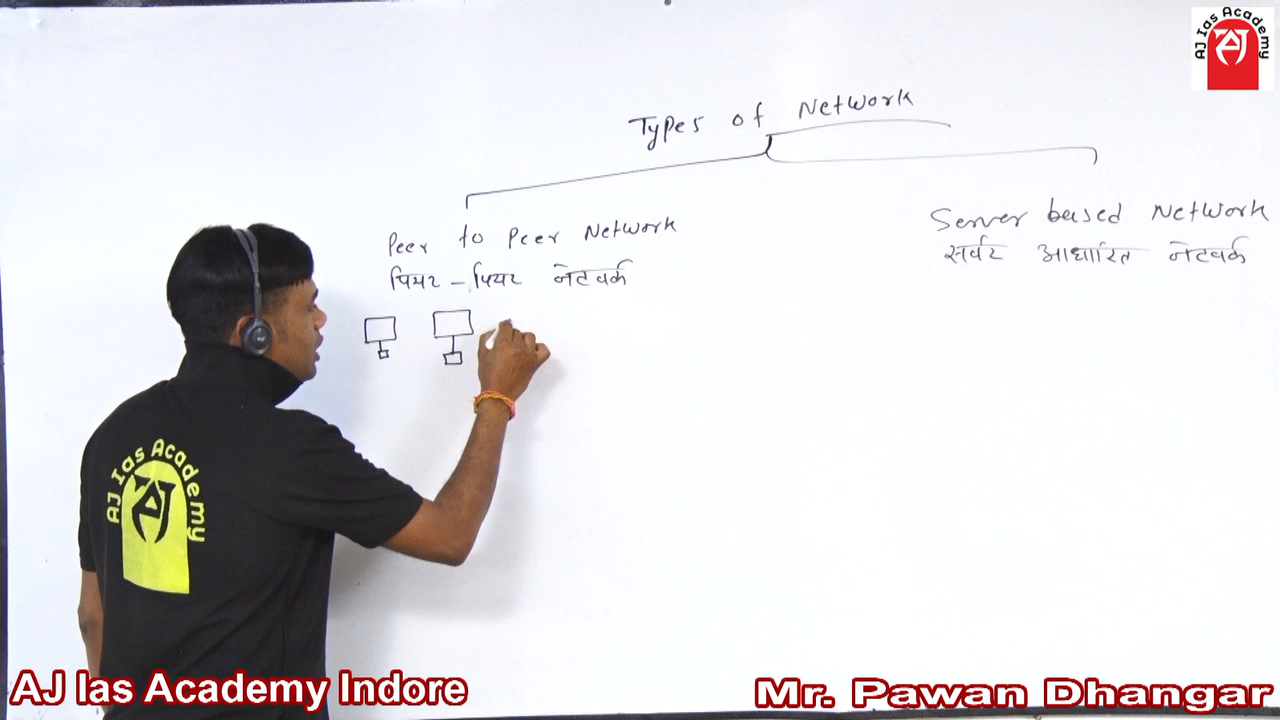 AJ Ias Academy
Types of Network
Peer to Peer Network
पियर - पियर नेटवर्क
Server based Network
सर्वर आधारित नेटवर्क
AJ Ias Academy
AJ Ias Academy Indore
Mr. Pawan Dhangar